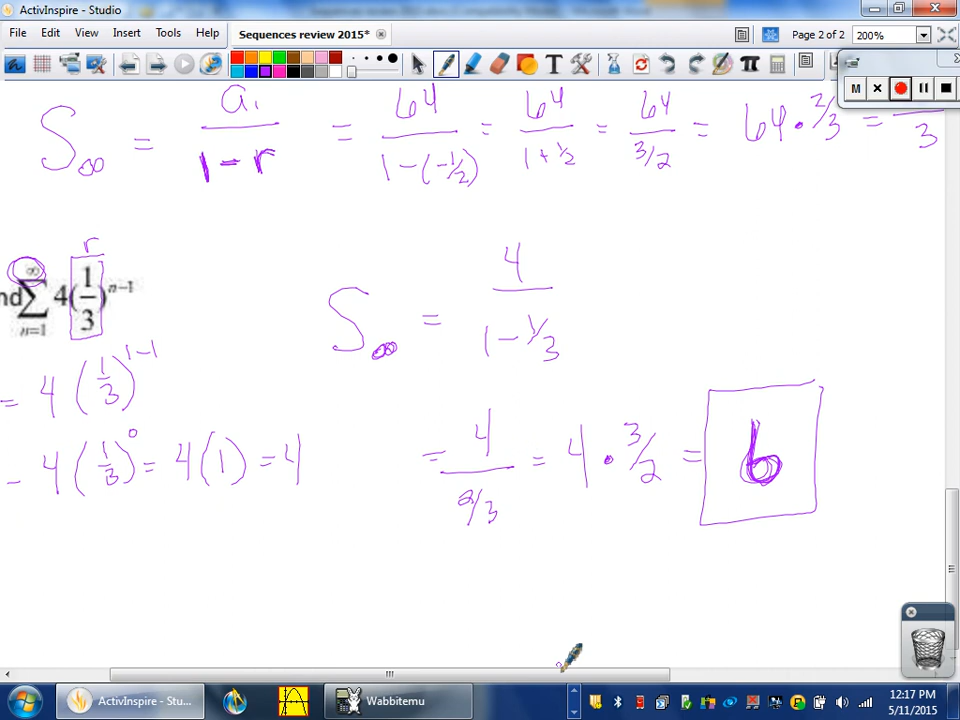 ActivInspire - Studio
File Edit View Insert Tools Help Sequences review 2015* Page 2 of 2 200%
M
S∞ = a₁/(1 - r) = 64/(1-(-1/2)) = 64/(1+1/2) = 64/(3/2) = 64 • 2/3 = 3
r
nd ∞ Σ n=1 4(1/3)^n-1
S∞ = 4/(1-1/3)
= 4(1/3)^1-1
= 4(1/3)^0 = 4(1) = 4
= 4/(2/3) = 4 • 3/2 = 6
ActivInspire - Stu... Wabbitemu
12:17 PM
5/11/2015